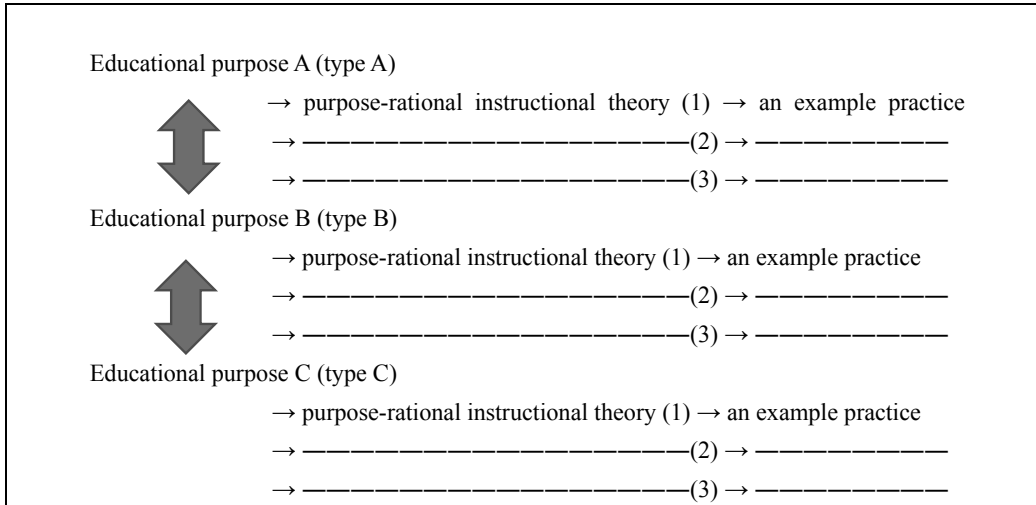 Educational purpose A (type A)
→ purpose-rational instructional theory (1) → an example practice
→ ————————————————(2) → ————————
→ ————————————————(3) → ————————
Educational purpose B (type B)
→ purpose-rational instructional theory (1) → an example practice
→ ————————————————(2) → ————————
→ ————————————————(3) → ————————
Educational purpose C (type C)
→ purpose-rational instructional theory (1) → an example practice
→ ————————————————(2) → ————————
→ ————————————————(3) → ————————